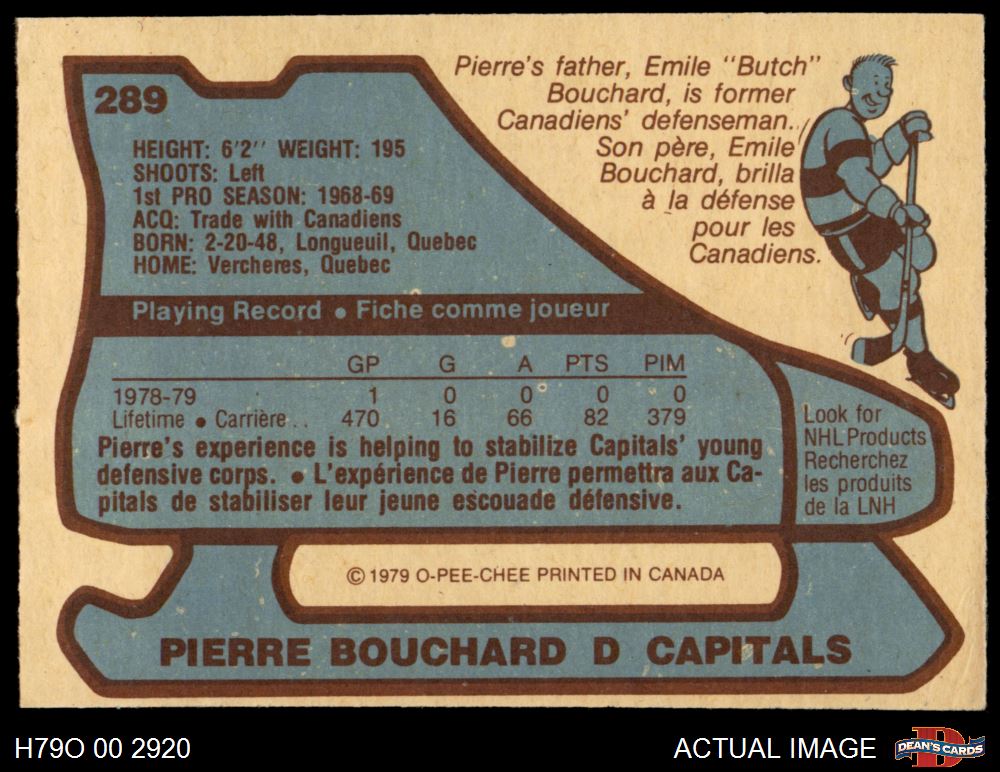 289
HEIGHT: 6'2'' WEIGHT: 195
SHOOTS: Left
1st PRO SEASON: 1968-69
ACQ: Trade with Canadiens
BORN: 2-20-48, Longueuil, Quebec
HOME: Vercheres, Quebec
Pierre's father, Emile "Butch"
Bouchard, is former
Canadiens' defenseman.
Son père, Emile
Bouchard, brilla
à la défense
pour les
Canadiens.
Playing Record • Fiche comme joueur
GP G A PTS PIM
1978-79 1 0 0 0 0
Lifetime • Carrière.. 470 16 66 82 379
Pierre's experience is helping to stabilize Capitals' young
defensive corps. • L'expérience de Pierre permettra aux Ca-
pitals de stabiliser leur jeune escouade défensive.
Look for
NHL Products
Recherchez
les produits
de la LNH
© 1979 O-PEE-CHEE PRINTED IN CANADA
PIERRE BOUCHARD D CAPITALS
H79O 00 2920
ACTUAL IMAGE
D
DEAN'S CARDS